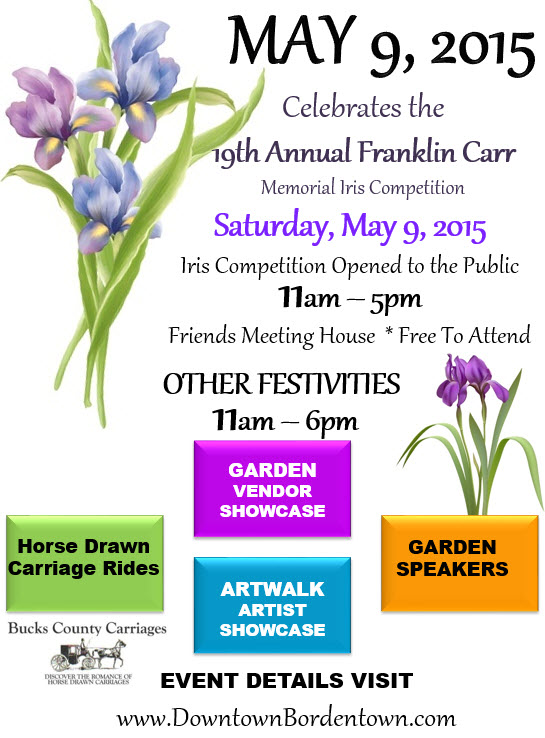 MAY 9, 2015
Celebrates the
19th Annual Franklin Carr
Memorial Iris Competition
Saturday, May 9, 2015
Iris Competition Opened to the Public
11am – 5pm
Friends Meeting House * Free To Attend
OTHER FESTIVITIES
11am – 6pm
GARDEN
VENDOR
SHOWCASE
Horse Drawn
Carriage Rides
GARDEN
SPEAKERS
ARTWALK
ARTIST
SHOWCASE
Bucks County Carriages
DISCOVER THE ROMANCE OF
HORSE DRAWN CARRIAGES
EVENT DETAILS VISIT
www.DowntownBordentown.com